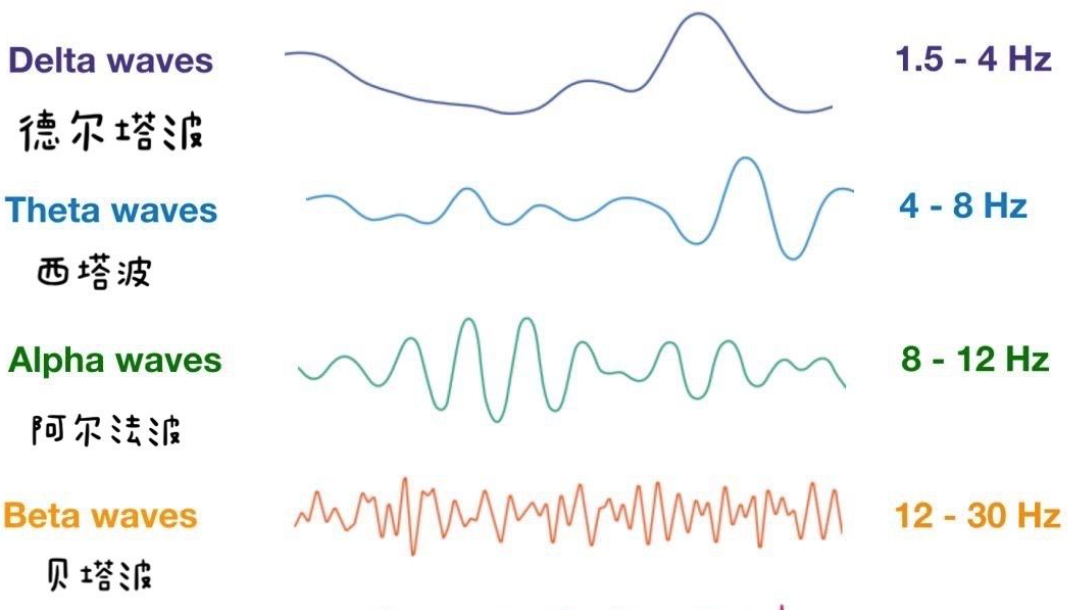 Delta waves
1.5 - 4 Hz
德尔塔波
Theta waves
4 - 8 Hz
西塔波
Alpha waves
8 - 12 Hz
阿尔法波
Beta waves
12 - 30 Hz
贝塔波